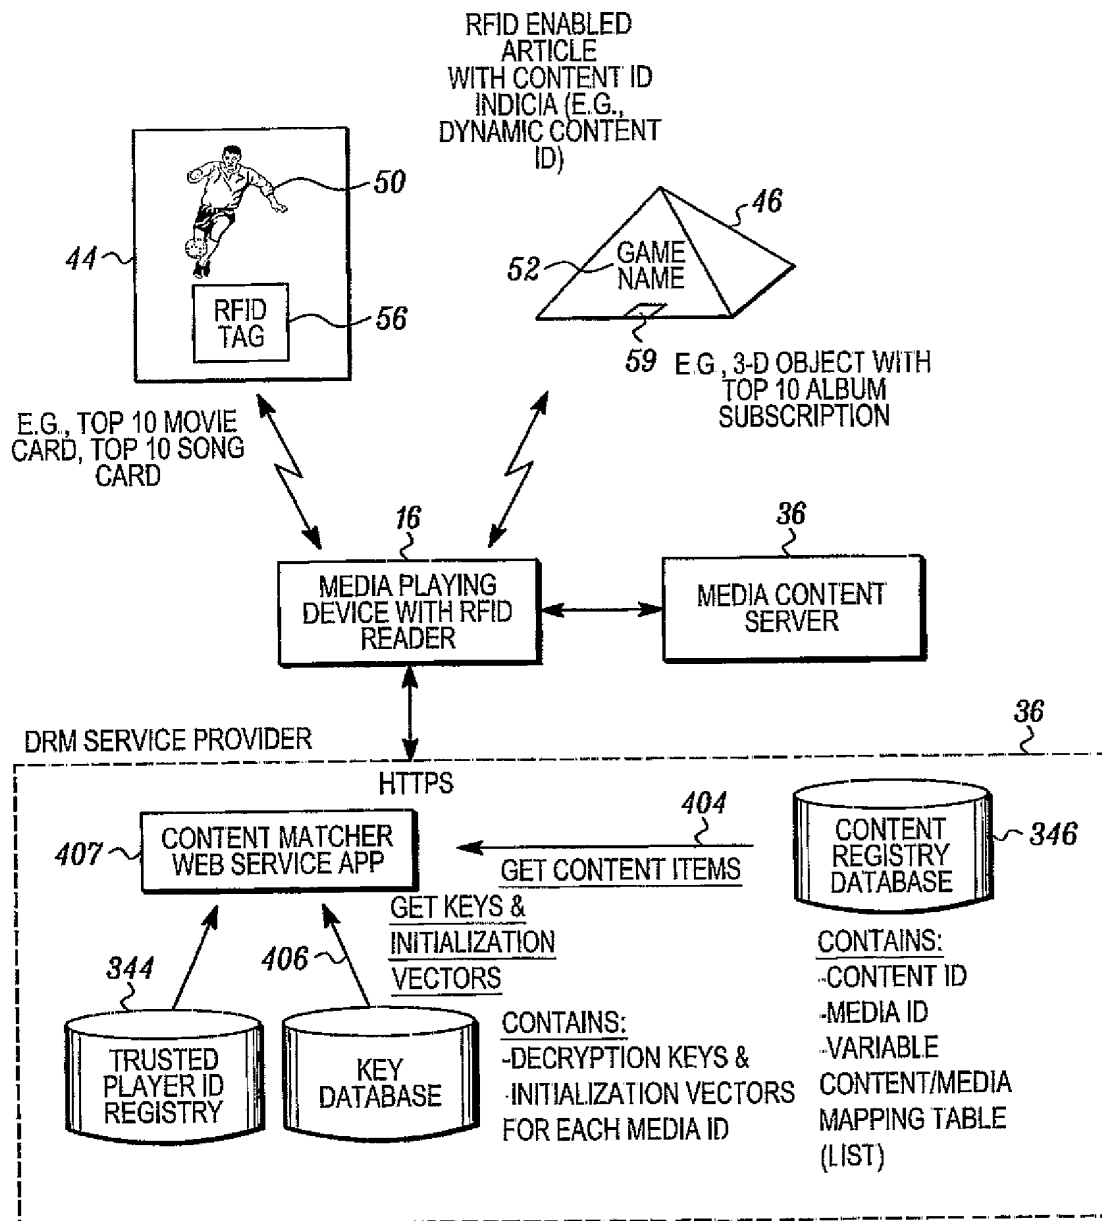 RFID ENABLED
ARTICLE
WITH CONTENT ID
INDICIA (E.G.,
DYNAMIC CONTENT
ID)
50
44
RFID
TAG
56
46
52
GAME
NAME
59
E.G., 3-D OBJECT WITH
TOP 10 ALBUM
SUBSCRIPTION
E.G., TOP 10 MOVIE
CARD, TOP 10 SONG
CARD
16
MEDIA PLAYING
DEVICE WITH RFID
READER
36
MEDIA CONTENT
SERVER
DRM SERVICE PROVIDER
36
HTTPS
407
CONTENT MATCHER
WEB SERVICE APP
404
GET CONTENT ITEMS
CONTENT
REGISTRY
DATABASE
346
GET KEYS &
INITIALIZATION
VECTORS
406
344
TRUSTED
PLAYER ID
REGISTRY
KEY
DATABASE
CONTAINS:
-DECRYPTION KEYS &
-INITIALIZATION VECTORS
FOR EACH MEDIA ID
CONTAINS:
-CONTENT ID
-MEDIA ID
-VARIABLE
CONTENT/MEDIA
MAPPING TABLE
(LIST)